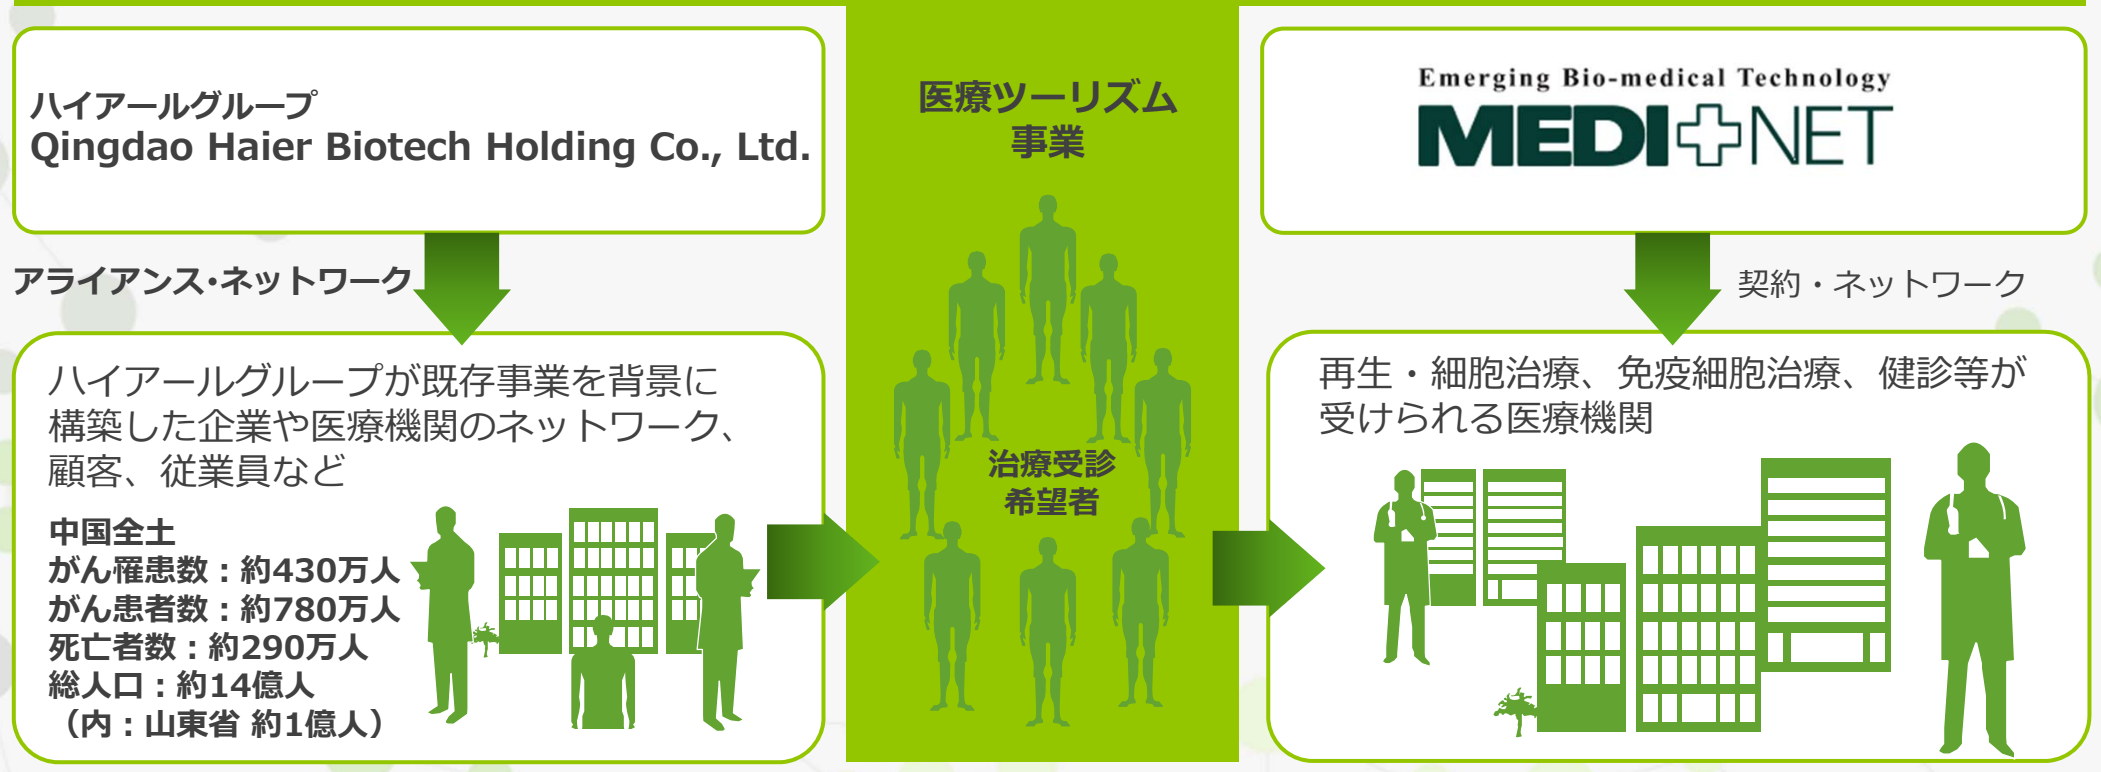 ハイアールグループ
Qingdao Haier Biotech Holding Co., Ltd.
アライアンス・ネットワーク
ハイアールグループが既存事業を背景に
構築した企業や医療機関のネットワーク、
顧客、従業員など
中国全土
がん罹患数：約430万人
がん患者数：約780万人
死亡者数：約290万人
総人口：約14億人
（内：山東省 約1億人）
医療ツーリズム
事業
治療受診
希望者
Emerging Bio-medical Technology
MEDI NET
契約・ネットワーク
再生・細胞治療、免疫細胞治療、健診等が
受けられる医療機関